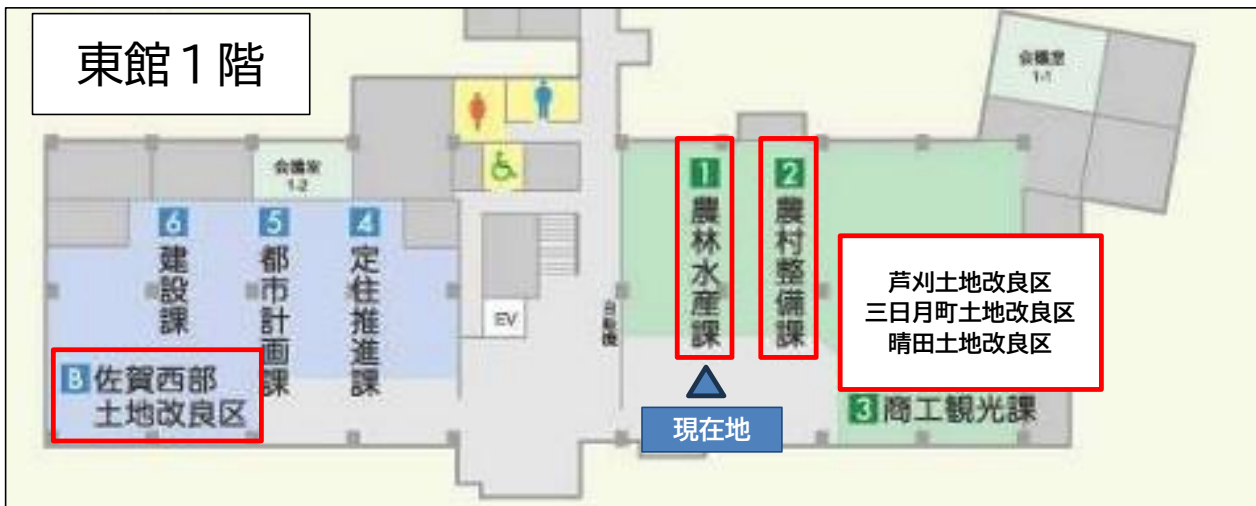 東館１階
会議室
1-1
会議室
1-2
6 建設課
5 都市計画課
4 定住推進課
EV
自販機
1 農林水産課
2 農村整備課
芦刈土地改良区
三日月町土地改良区
晴田土地改良区
B 佐賀西部
土地改良区
3 商工観光課
現在地